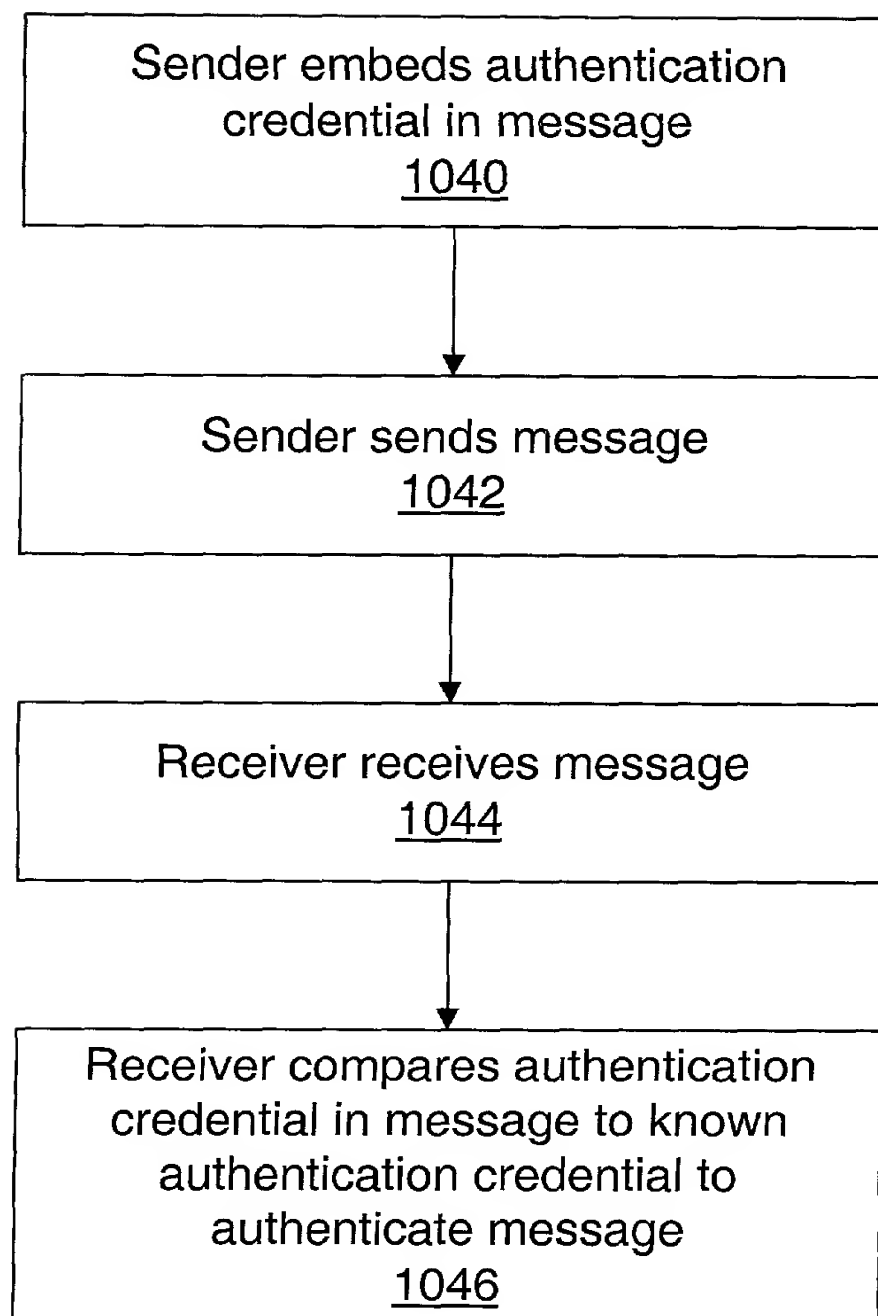 Sender embeds authentication
credential in message
1040
Sender sends message
1042
Receiver receives message
1044
Receiver compares authentication
credential in message to known
authentication credential to
authenticate message
1046